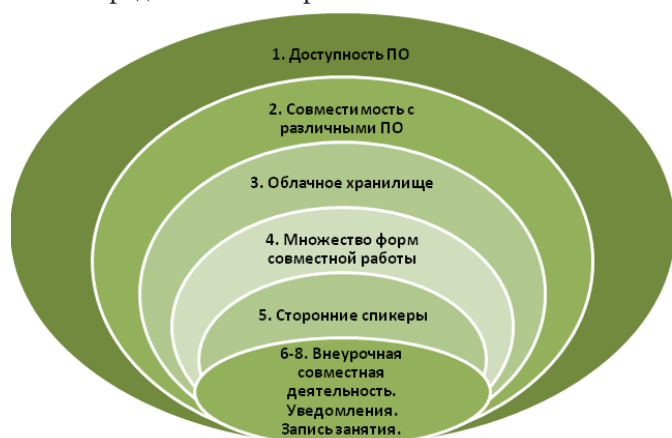 1. Доступность ПО
2. Совместимость с
различными ПО
3. Облачное хранилище
4. Множество форм
совместной работы
5. Сторонние спикеры
6-8. Внеурочная
совместная
деятельность.
Уведомления.
Запись занятия.